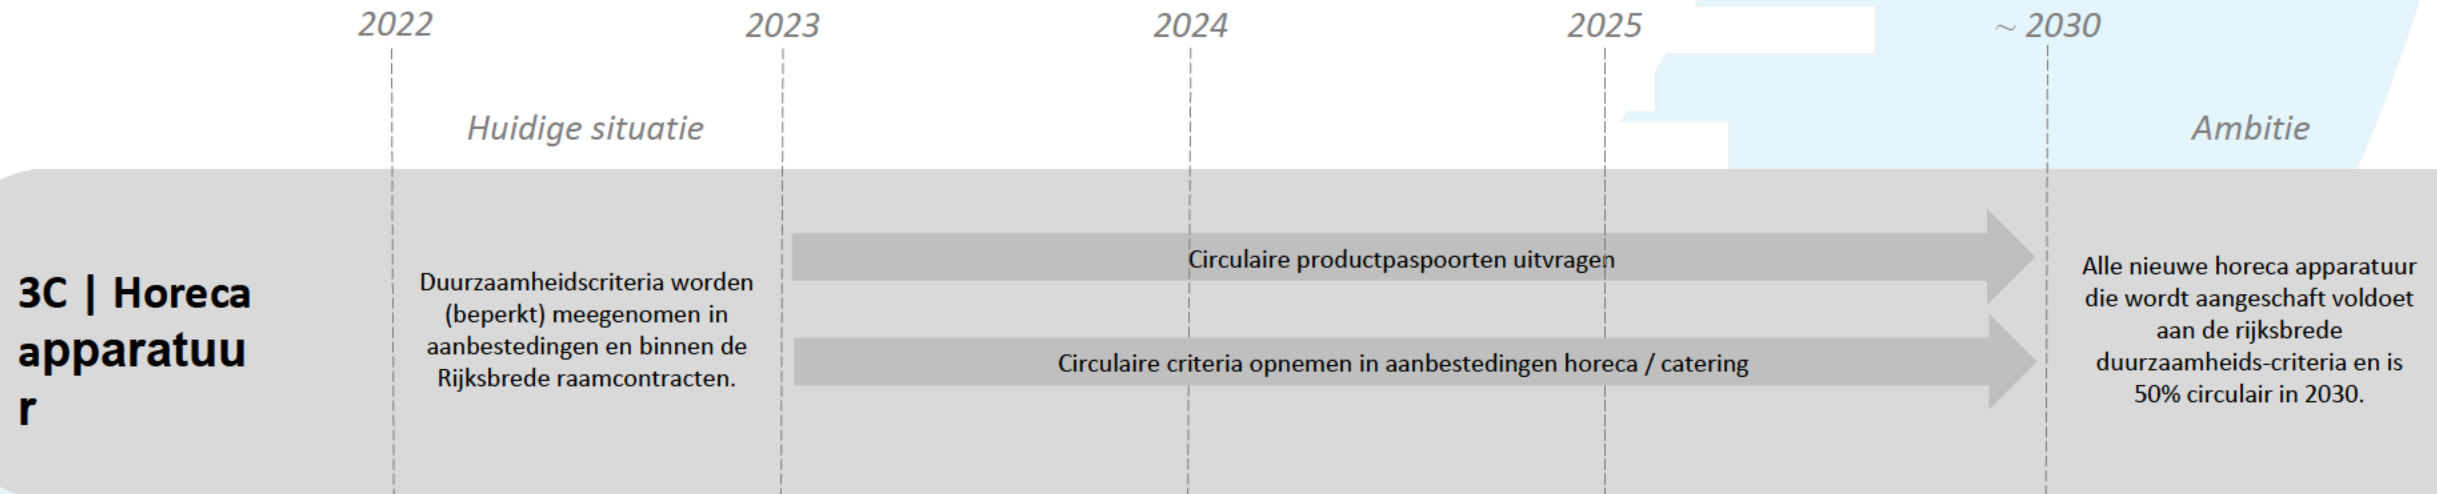 2022 2023 2024 2025 ~ 2030
Huidige situatie Ambitie
3C | Horeca
apparatuu
r
Duurzaamheidscriteria worden
(beperkt) meegenomen in
aanbestedingen en binnen de
Rijksbrede raamcontracten.
Circulaire productpaspoorten uitvragen
Circulaire criteria opnemen in aanbestedingen horeca / catering
Alle nieuwe horeca apparatuur
die wordt aangeschaft voldoet
aan de rijksbrede
duurzaamheids-criteria en is
50% circulair in 2030.